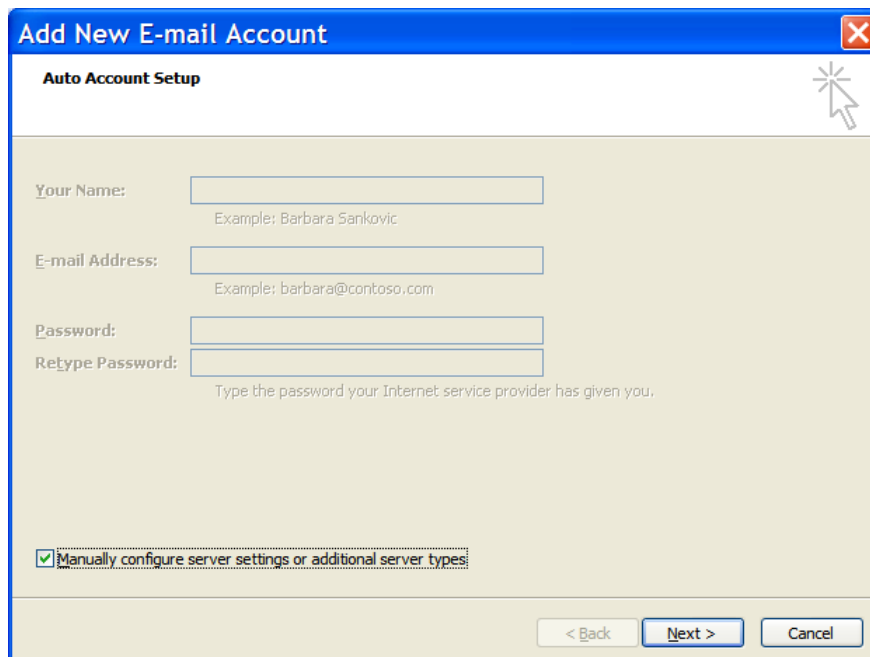 Add New E-mail Account
Auto Account Setup
Your Name:
Example: Barbara Sankovic
E-mail Address:
Example: barbara@contoso.com
Password:
Retype Password:
Type the password your Internet service provider has given you.
Manually configure server settings or additional server types
< Back Next > Cancel